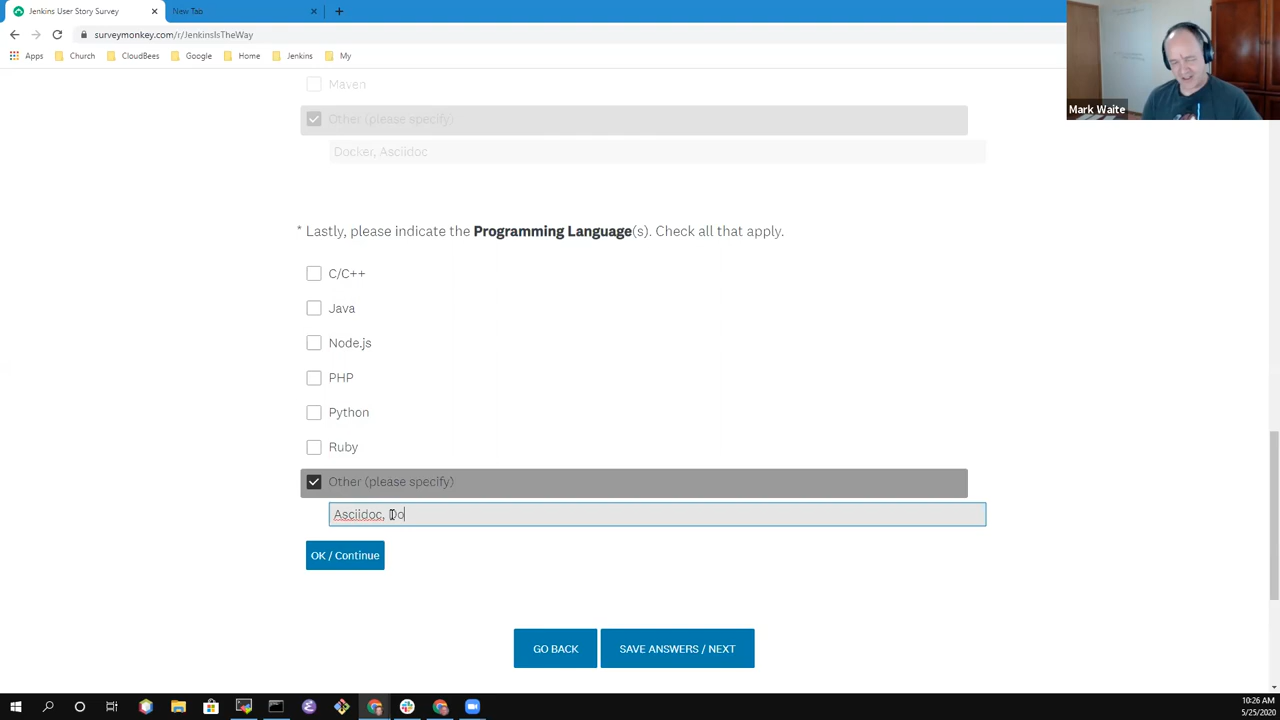 Jenkins User Story Survey
New Tab
surveymonkey.com/r/JenkinsIsTheWay
Apps
Church
CloudBees
Google
Home
Jenkins
My
Mark Waite
Maven
Other (please specify)
Docker, Asciidoc
* Lastly, please indicate the Programming Language(s). Check all that apply.
C/C++
Java
Node.js
PHP
Python
Ruby
Other (please specify)
Asciidoc, Do
OK / Continue
GO BACK
SAVE ANSWERS / NEXT
10:26 AM
5/25/2020